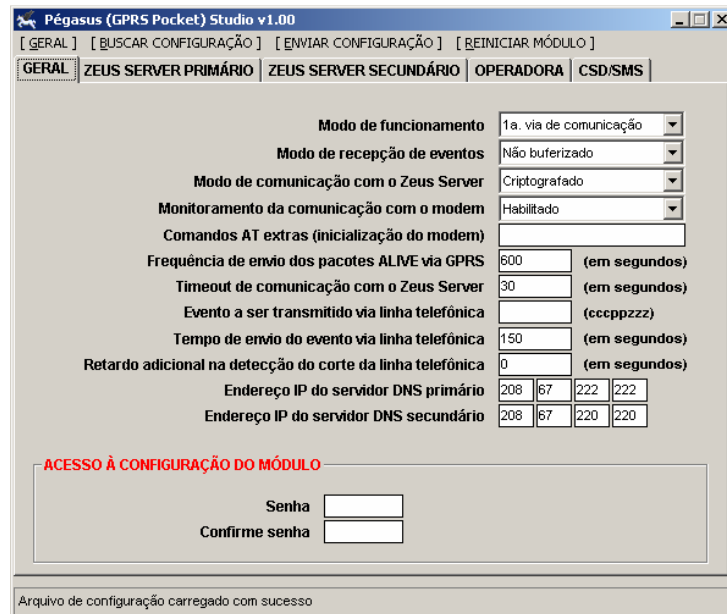 Pégasus (GPRS Pocket) Studio v1.00
[ GERAL ] [ BUSCAR CONFIGURAÇÃO ] [ ENVIAR CONFIGURAÇÃO ] [ REINICIAR MÓDULO ]
GERAL ZEUS SERVER PRIMÁRIO ZEUS SERVER SECUNDÁRIO OPERADORA CSD/SMS
Modo de funcionamento 1a. via de comunicação
Modo de recepção de eventos Não buferizado
Modo de comunicação com o Zeus Server Criptografado
Monitoramento da comunicação com o modem Habilitado
Comandos AT extras (inicialização do modem)
Frequência de envio dos pacotes ALIVE via GPRS 600 (em segundos)
Timeout de comunicação com o Zeus Server 30 (em segundos)
Evento a ser transmitido via linha telefônica (cccppzzz)
Tempo de envio do evento via linha telefônica 150 (em segundos)
Retardo adicional na detecção do corte da linha telefônica 0 (em segundos)
Endereço IP do servidor DNS primário 208 67 222 222
Endereço IP do servidor DNS secundário 208 67 220 220
ACESSO À CONFIGURAÇÃO DO MÓDULO
Senha
Confirme senha
Arquivo de configuração carregado com sucesso